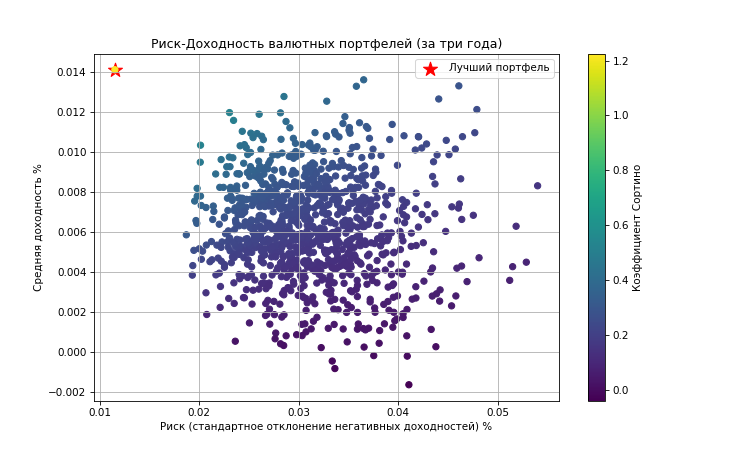 Риск-Доходность валютных портфелей (за три года)
Лучший портфель
0.014
0.012
0.010
0.008
0.006
0.004
0.002
0.000
−0.002
Средняя доходность %
0.01 0.02 0.03 0.04 0.05
Риск (стандартное отклонение негативных доходностей) %
1.2
1.0
0.8
0.6
0.4
0.2
0.0
Коэффициент Сортино